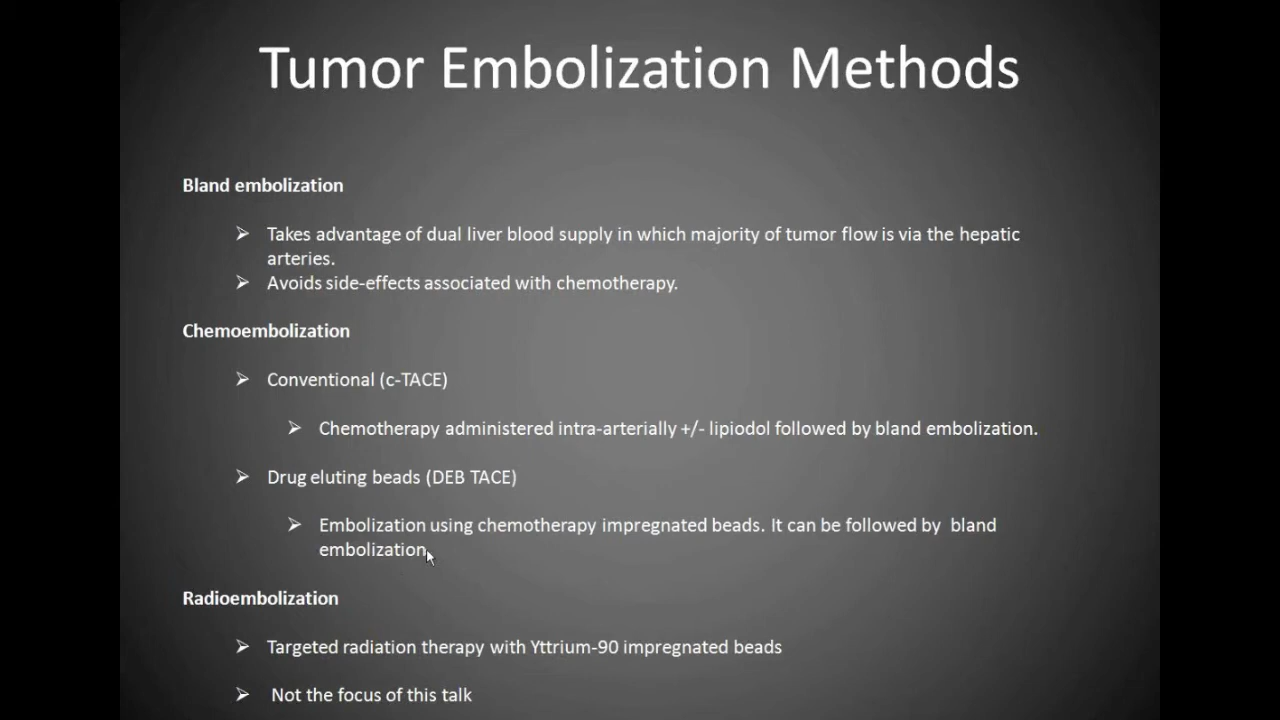 Tumor Embolization Methods
Bland embolization
➢ Takes advantage of dual liver blood supply in which majority of tumor flow is via the hepatic
arteries.
➢ Avoids side-effects associated with chemotherapy.
Chemoembolization
➢ Conventional (c-TACE)
➢ Chemotherapy administered intra-arterially +/- lipiodol followed by bland embolization.
➢ Drug eluting beads (DEB TACE)
➢ Embolization using chemotherapy impregnated beads. It can be followed by bland
embolization.
Radioembolization
➢ Targeted radiation therapy with Yttrium-90 impregnated beads
➢ Not the focus of this talk